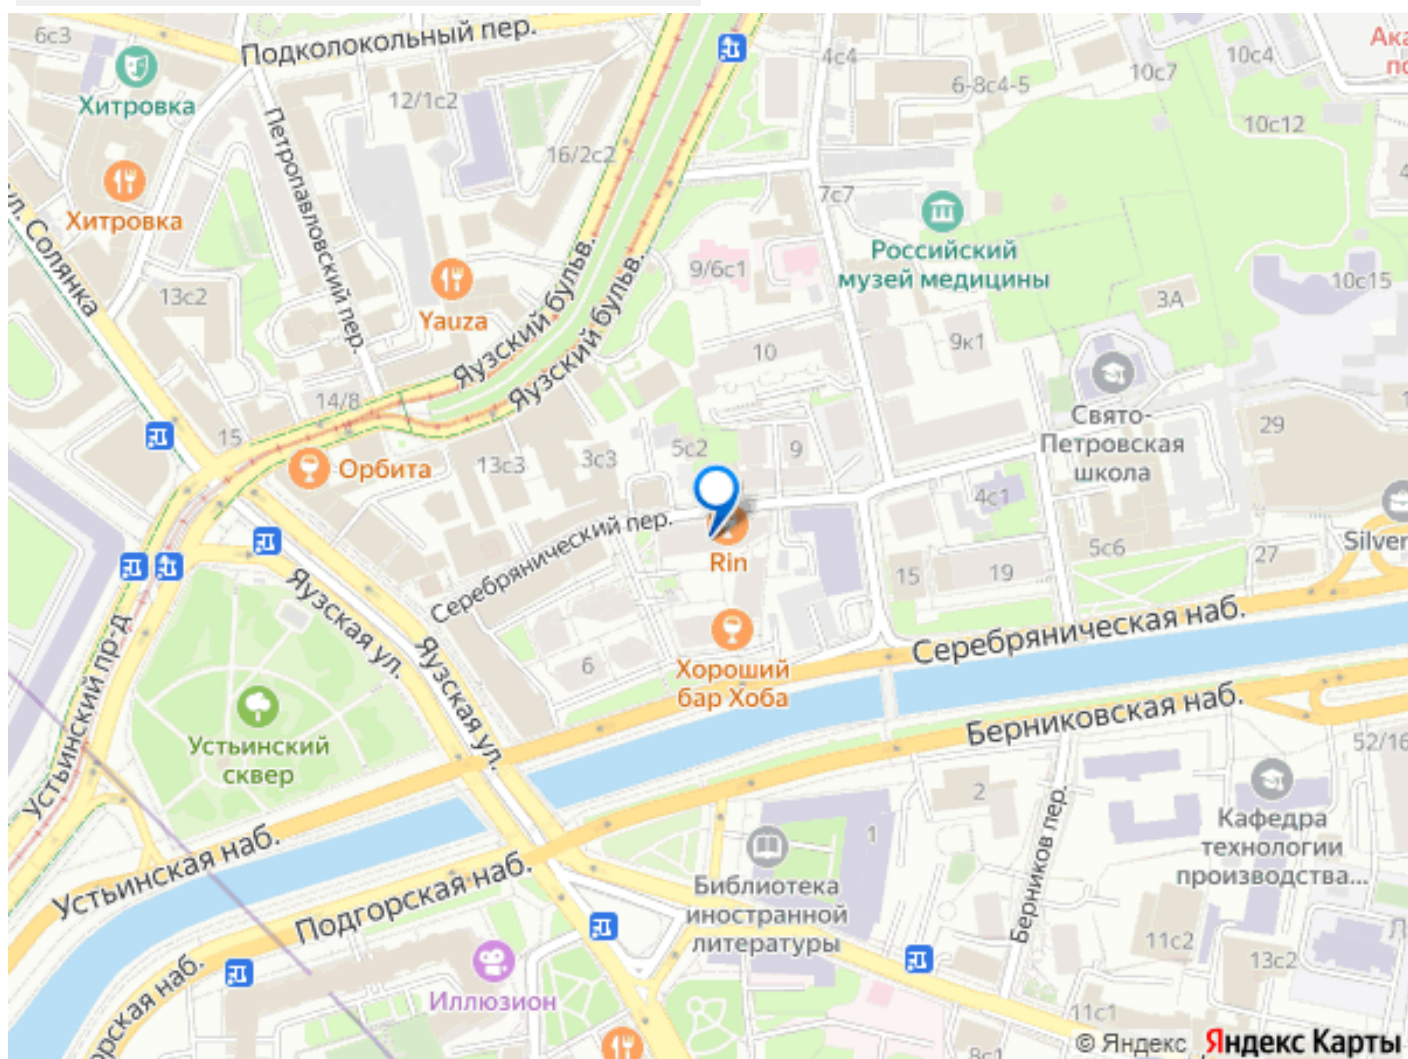 6с3
Подколокольный пер.
Хитровка
12/1с2
4с4
6-8с4-5
10с7
10с4
Ака
по
10с12
Хитровка
Петропавловский пер.
16/2с2
7с7
ул. Солянка
13с2
Yauza
Яузский бульв.
Яузский бульв.
9/6с1
Российский
музей медицины
10с15
3А
10
9к1
14/8
15
Орбита
13с3
3с3
5с2
9
Свято-
Петровская
школа
29
4с1
Серебрянический пер.
Rin
Silver
5с6
27
15
19
Устьинский пр-д
Яузская ул.
Яузская ул.
6
Хороший
бар Хоба
Серебряническая наб.
Берниковская наб.
Устьинский
сквер
52/16
2
1
Кафедра
технологии
производства...
Устьинская наб.
Подгорская наб.
Библиотека
иностранной
литературы
Берников пер.
11с2
13с2
Л
Иллюзион
орская наб.
11с1
8с1
© Яндекс Яндекс Карты